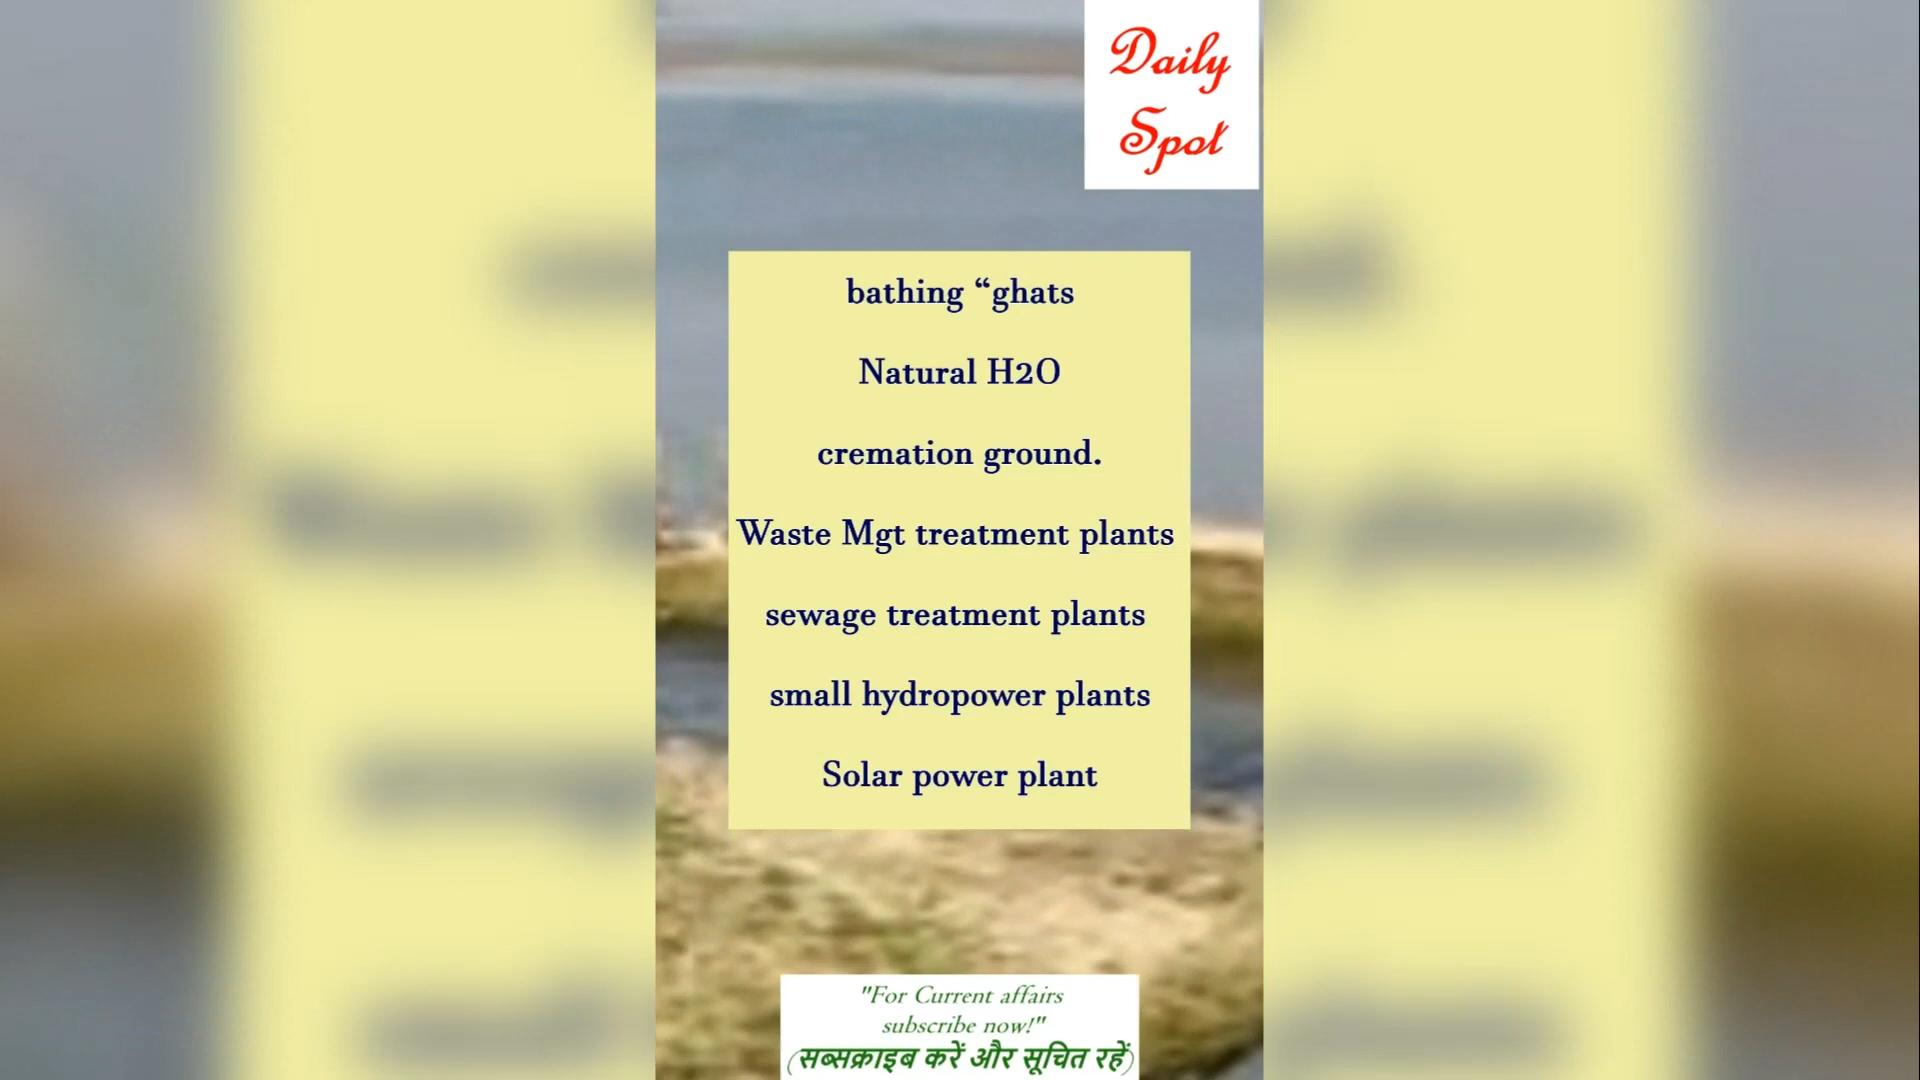 Daily
Spot
bathing “ghats
Natural H2O
cremation ground.
Waste Mgt treatment plants
sewage treatment plants
small hydropower plants
Solar power plant
"For Current affairs
subscribe now!"
(सब्सक्राइब करें और सूचित रहें)